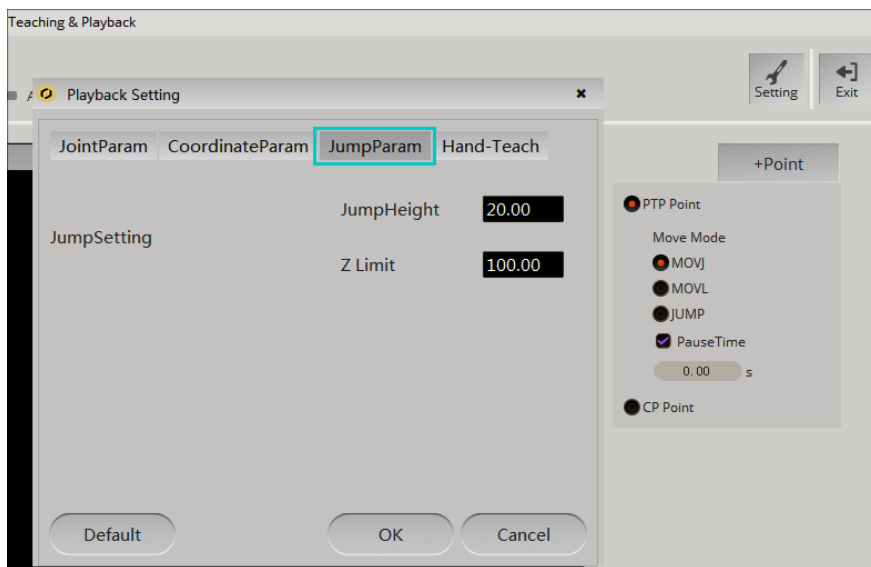 Teaching & Playback
Setting
Exit
Playback Setting
JointParam
CoordinateParam
JumpParam
Hand-Teach
JumpSetting
JumpHeight
20.00
Z Limit
100.00
Default
OK
Cancel
+Point
PTP Point
Move Mode
MOVJ
MOVL
JUMP
PauseTime
0.00 s
CP Point